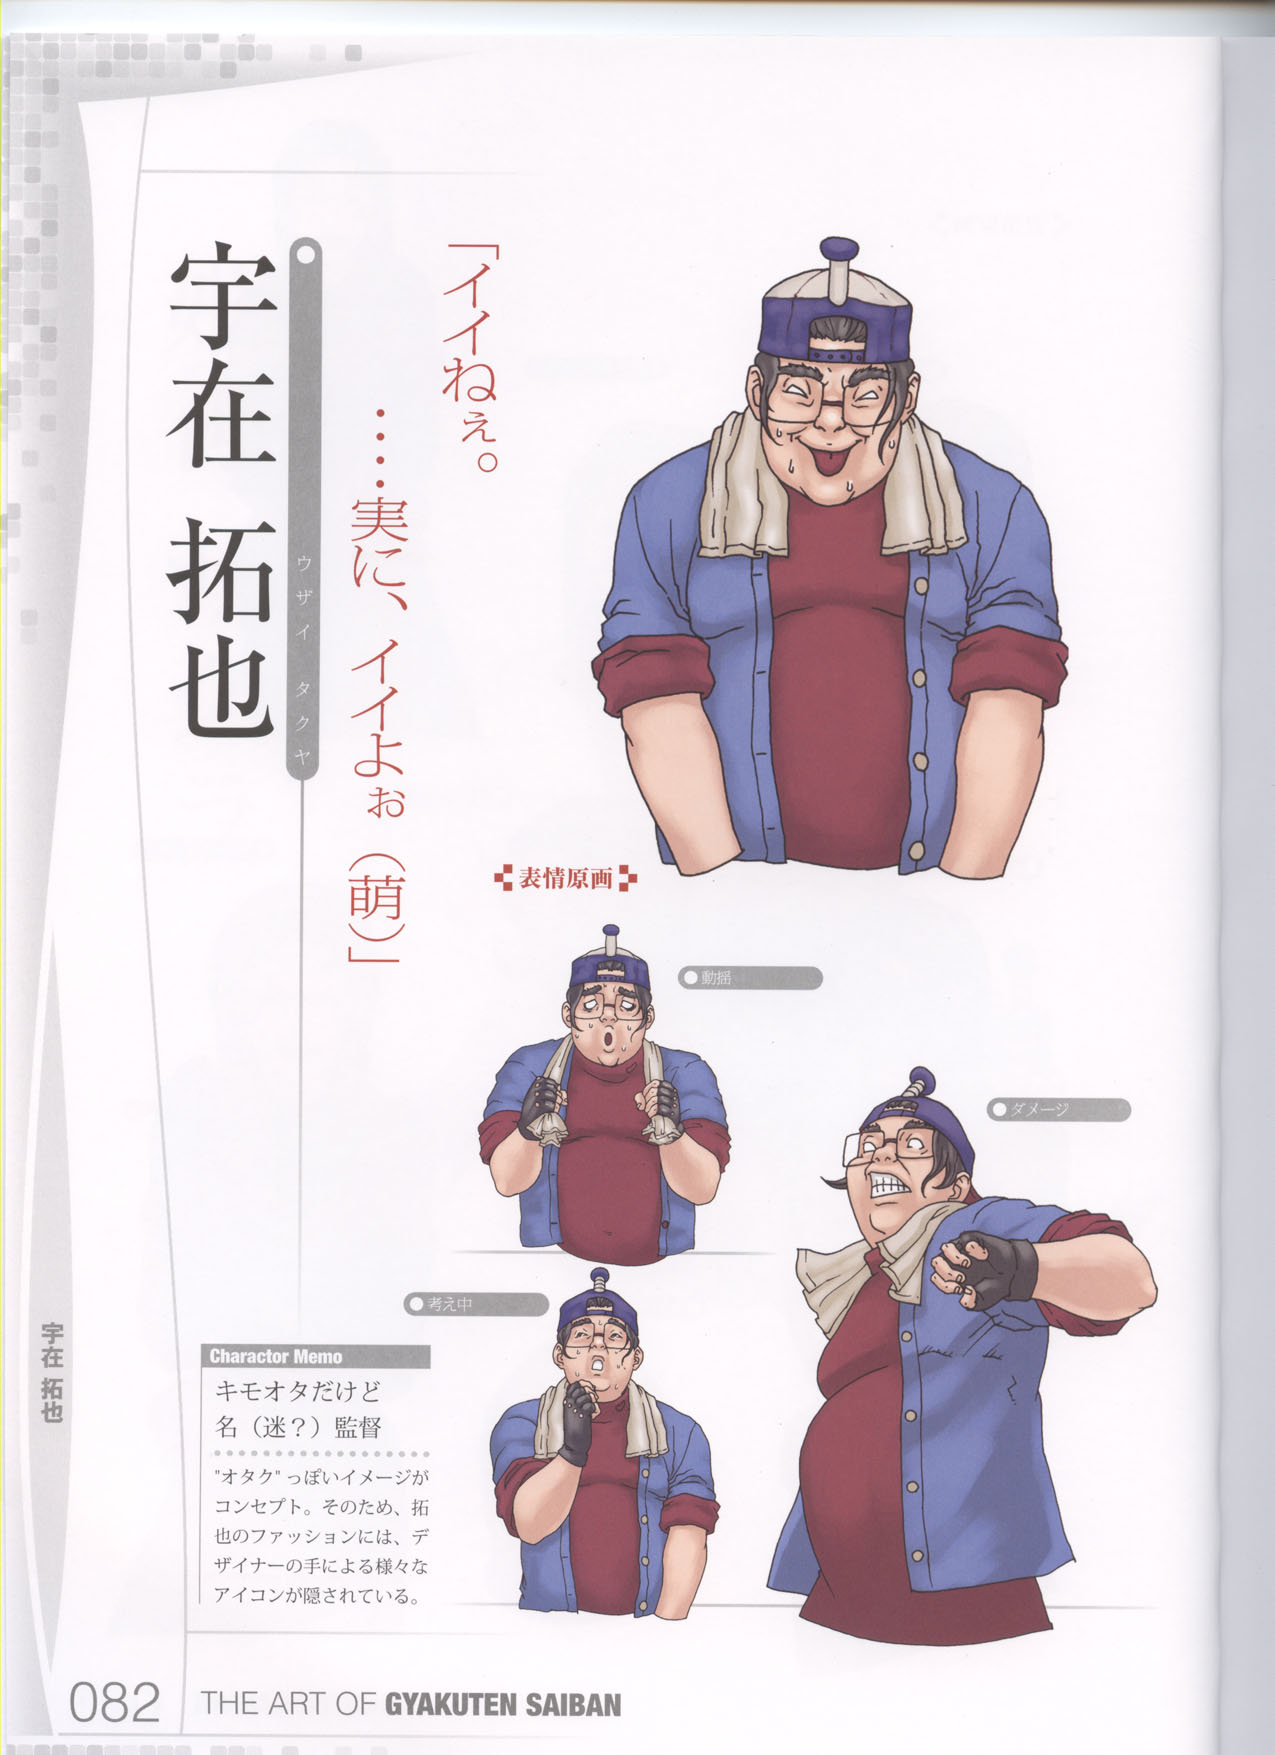 宇在 拓也
ウザイ タクヤ
「イイねぇ。
‥‥実に、イイよぉ（萌）」
表情原画
動揺
ダメージ
考え中
Charactor Memo
キモオタだけど
名（迷？）監督
"オタク" っぽいイメージが
コンセプト。そのため、拓
也のファッションには、デ
ザイナーの手による様々な
アイコンが隠されている。
宇在 拓也
082
THE ART OF GYAKUTEN SAIBAN